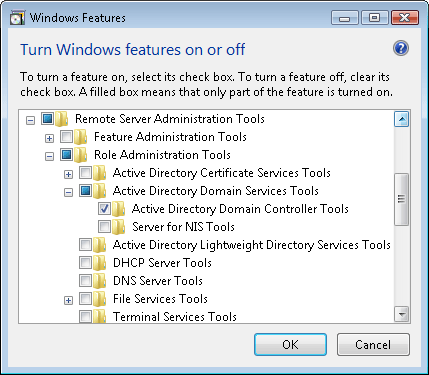 Windows Features
Turn Windows features on or off
To turn a feature on, select its check box. To turn a feature off, clear its
check box. A filled box means that only part of the feature is turned on.
Remote Server Administration Tools
Feature Administration Tools
Role Administration Tools
Active Directory Certificate Services Tools
Active Directory Domain Services Tools
Active Directory Domain Controller Tools
Server for NIS Tools
Active Directory Lightweight Directory Services Tools
DHCP Server Tools
DNS Server Tools
File Services Tools
Terminal Services Tools
OK Cancel